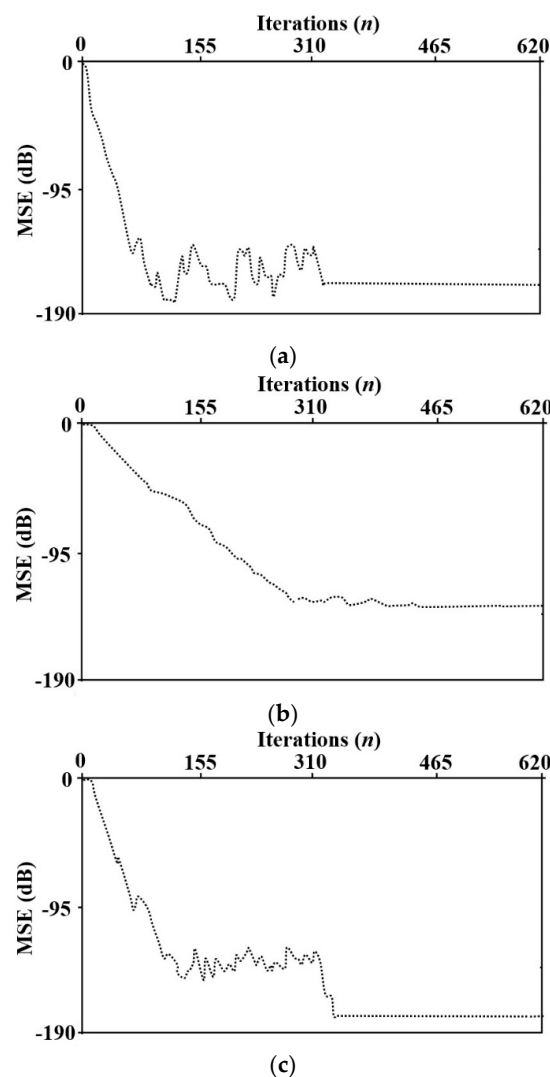 Iterations (n)
0 155 310 465 620
0
-95
-190
MSE (dB)
(a)
Iterations (n)
0 155 310 465 620
0
-95
-190
MSE (dB)
(b)
Iterations (n)
0 155 310 465 620
0
-95
-190
MSE (dB)
(c)